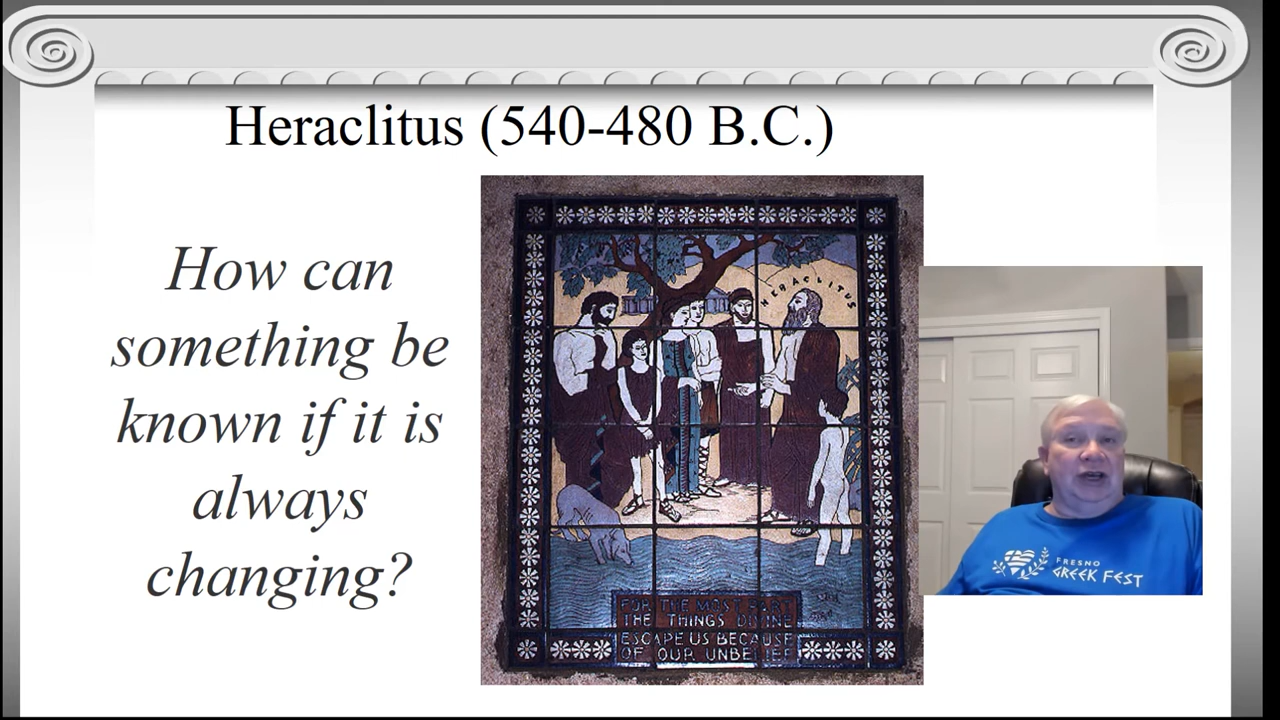 Heraclitus (540-480 B.C.)
How can
something be
known if it is
always
changing?
HERACLITUS
FOR THE MOST PART
THE THINGS DIVINE
ESCAPE US BECAUSE
OF OUR UNBELIEF
FRESNO
GREEK FEST